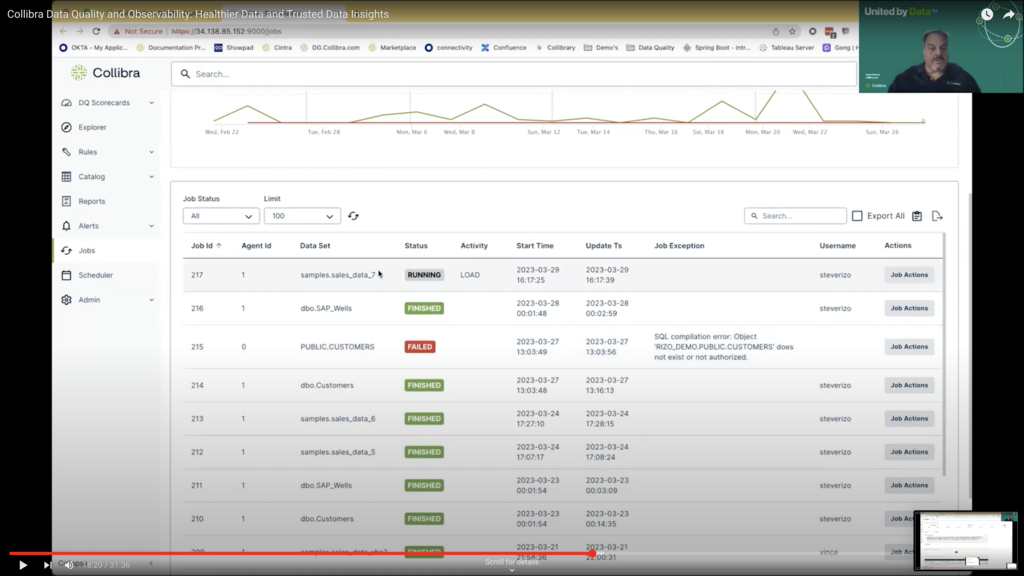 Collibra Data Quality and Observability: Healthier Data and Trusted Data Insights
United by Data
Not Secure https://34.138.85.152:9000/jobs
OKTA - My Applic... Documentation Pr... Showpad Cintra DG.Collibra.com Marketplace connectivity Confluence Collibrary Demo's Data Quality Spring Boot - Intr... Tableau Server Gong | H
Collibra
Collibra
Search...
DQ Scorecards
Explorer
Rules
Catalog
Reports
Alerts
Jobs
Scheduler
Admin
Wed, Feb 22 Tue, Feb 28 Mon, Mar 6 Wed, Mar 8 Sun, Mar 12 Tue, Mar 14 Thu, Mar 16 Sat, Mar 18 Mon, Mar 20 Wed, Mar 22 Sun, Mar 26
Job Status Limit
All 100 Search... Export All
Job Id Agent Id Data Set Status Activity Start Time Update Ts Job Exception Username Actions
217 1 samples.sales_data_7 RUNNING LOAD 2023-03-29 16:17:25 2023-03-29 16:17:39 steverizo Job Actions
216 1 dbo.SAP_Wells FINISHED 2023-03-28 00:01:48 2023-03-28 00:02:59 steverizo Job Actions
215 0 PUBLIC.CUSTOMERS FAILED 2023-03-27 13:03:49 2023-03-27 13:03:56 SQL compilation error: Object 'RIZO_DEMO.PUBLIC.CUSTOMERS' does not exist or not authorized. steverizo Job Actions
214 1 dbo.Customers FINISHED 2023-03-27 13:03:48 2023-03-27 13:16:13 steverizo Job Actions
213 1 samples.sales_data_6 FINISHED 2023-03-24 17:27:10 2023-03-24 17:28:15 steverizo Job Actions
212 1 samples.sales_data_5 FINISHED 2023-03-24 17:07:17 2023-03-24 17:08:24 steverizo Job Actions
211 1 dbo.SAP_Wells FINISHED 2023-03-23 00:01:54 2023-03-23 00:03:09 steverizo Job Actions
210 1 dbo.Customers FINISHED 2023-03-23 00:01:54 2023-03-23 00:14:35 steverizo
2023-03-21 2023-03-21 vince
18:20 / 31:36
Scroll for details